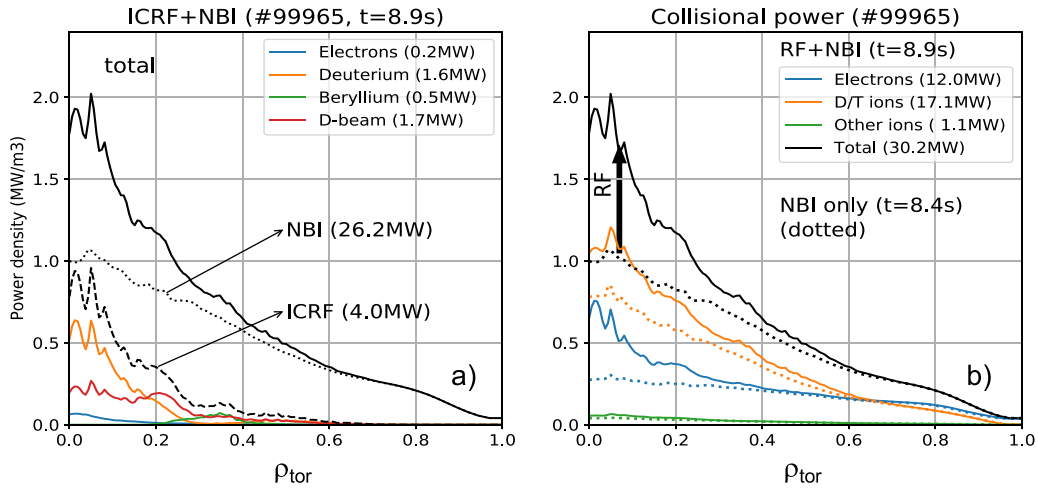 ICRF+NBI (#99965, t=8.9s)
total
Electrons (0.2MW)
Deuterium (1.6MW)
Beryllium (0.5MW)
D-beam (1.7MW)
NBI (26.2MW)
ICRF (4.0MW)
a)
Power density (MW/m3)
2.0
1.5
1.0
0.5
0.0
0.0 0.2 0.4 0.6 0.8 1.0
ρtor
Collisional power (#99965)
RF+NBI (t=8.9s)
Electrons (12.0MW)
D/T ions (17.1MW)
Other ions ( 1.1MW)
Total (30.2MW)
RF
NBI only (t=8.4s)
(dotted)
b)
2.0
1.5
1.0
0.5
0.0
0.0 0.2 0.4 0.6 0.8 1.0
ρtor